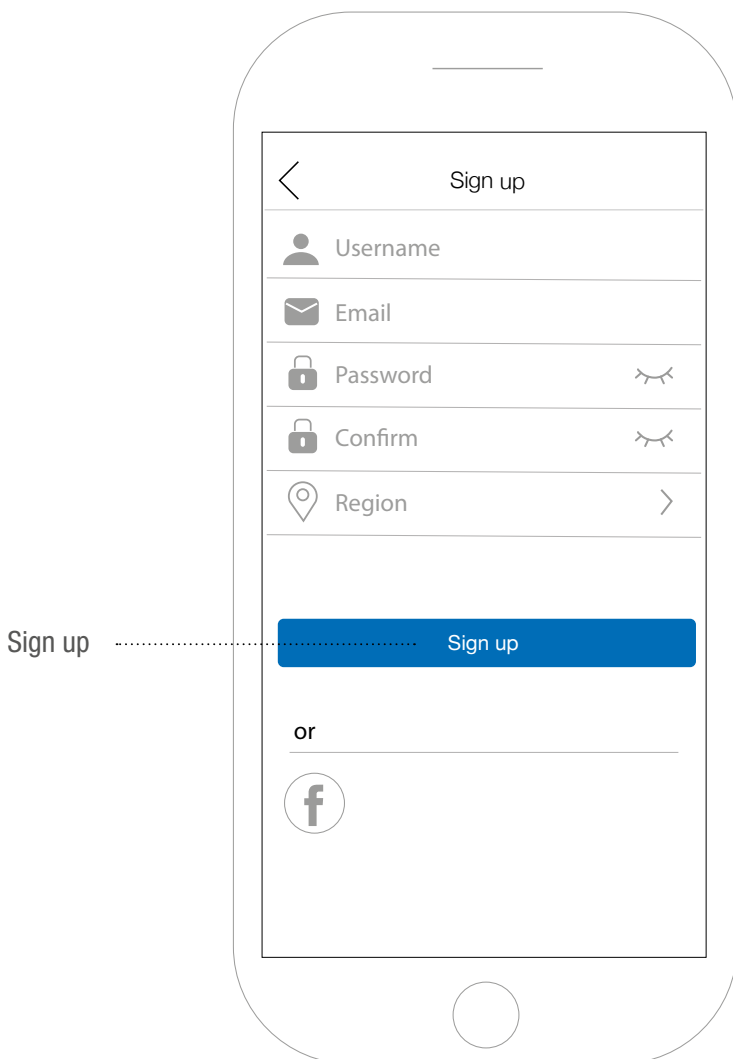 Sign up
Username
Email
Password
Confirm
Region
Sign up
Sign up
or
f